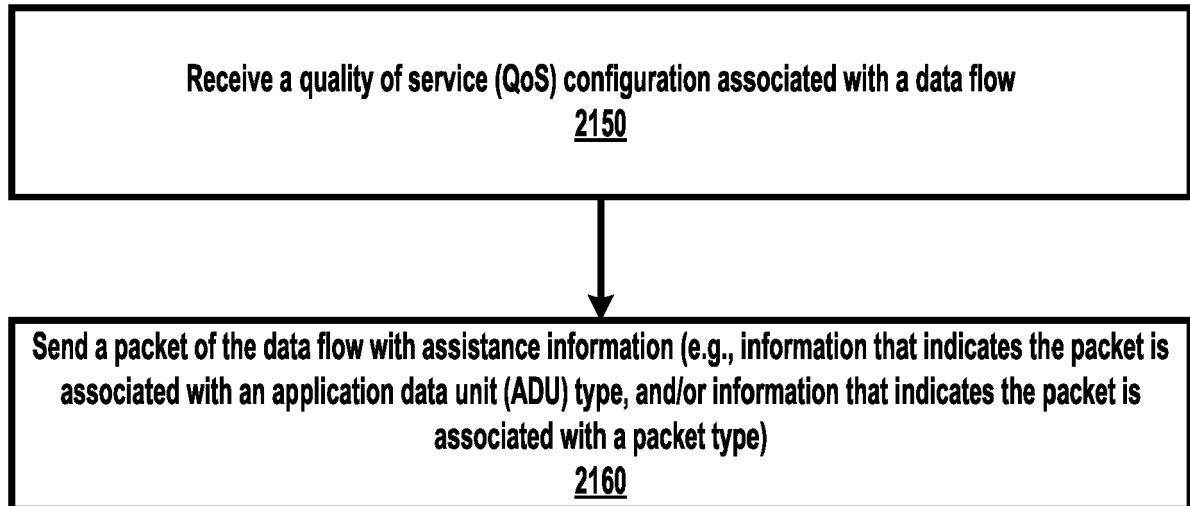 Receive a quality of service (QoS) configuration associated with a data flow
2150
Send a packet of the data flow with assistance information (e.g., information that indicates the packet is
associated with an application data unit (ADU) type, and/or information that indicates the packet is
associated with a packet type)
2160